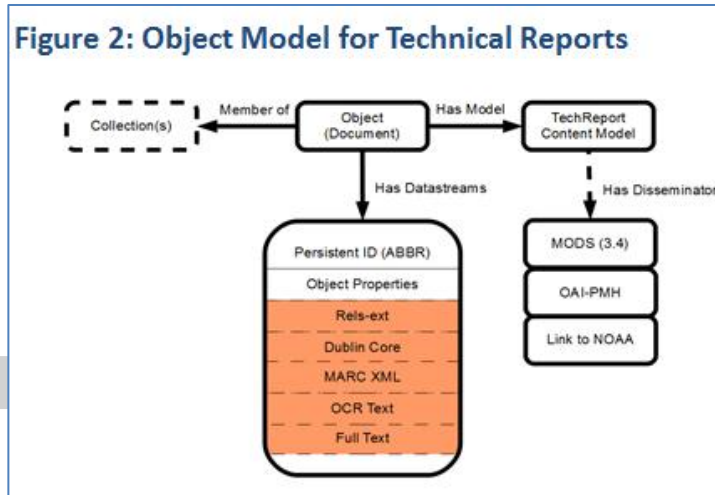 Figure 2: Object Model for Technical Reports
Collection(s)
Member of
Object
(Document)
Has Model
TechReport
Content Model
Has Datastreams
Has Disseminator
Persistent ID (ABBR)
Object Properties
Rels-ext
Dublin Core
MARC XML
OCR Text
Full Text
MODS (3.4)
OAI-PMH
Link to NOAA